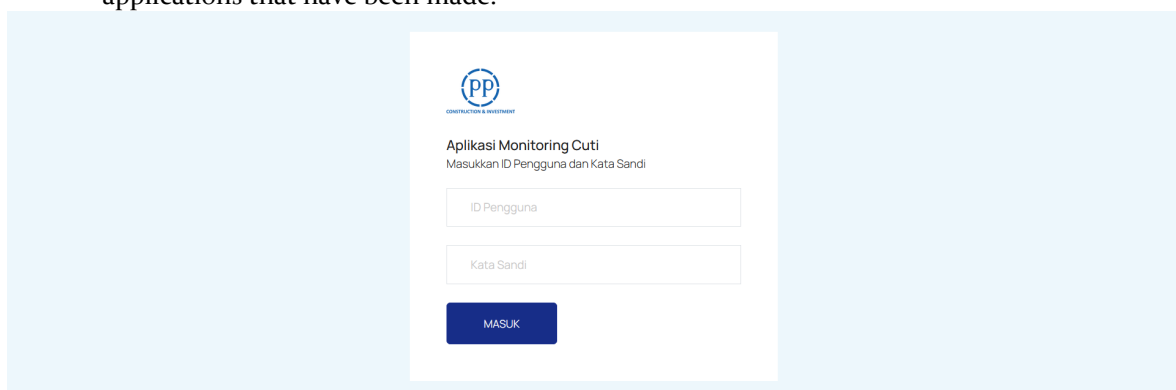 applications that have been made.
PP
CONSTRUCTION & INVESTMENT
Aplikasi Monitoring Cuti
Masukkan ID Pengguna dan Kata Sandi
ID Pengguna
Kata Sandi
MASUK